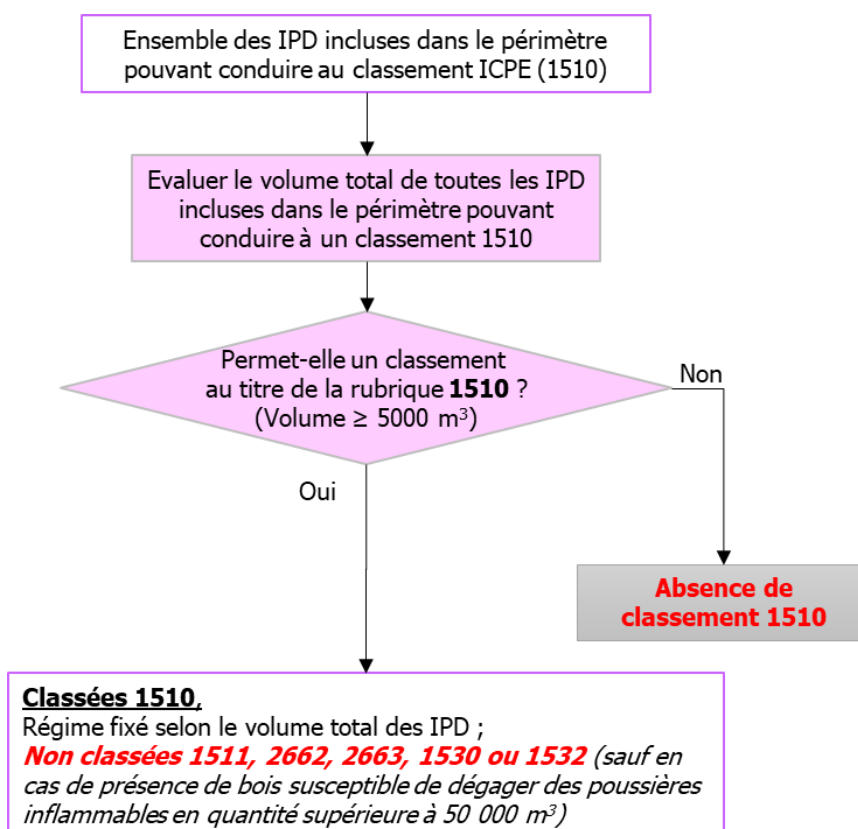 Ensemble des IPD incluses dans le périmètre
pouvant conduire au classement ICPE (1510)
Evaluer le volume total de toutes les IPD
incluses dans le périmètre pouvant
conduire à un classement 1510
Permet-elle un classement
au titre de la rubrique 1510 ?
(Volume ≥ 5000 m³)
Non
Oui
Absence de
classement 1510
Classées 1510,
Régime fixé selon le volume total des IPD ;
Non classées 1511, 2662, 2663, 1530 ou 1532 (sauf en
cas de présence de bois susceptible de dégager des poussières
inflammables en quantité supérieure à 50 000 m³)